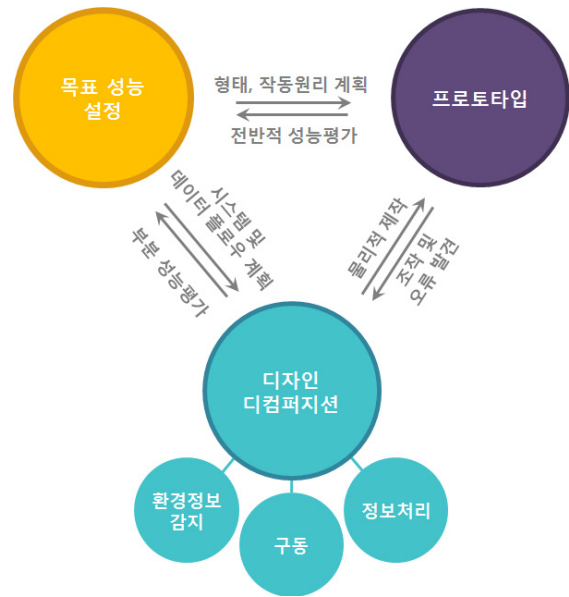 목표 성능
설정
형태, 작동원리 계획
전반적 성능평가
프로토타입
시스템 및
데이터 플로우 계획
부분 성능평가
물리적 제작
조작 및
오류 발견
디자인
디컴퍼지션
환경정보
감지
구동
정보처리